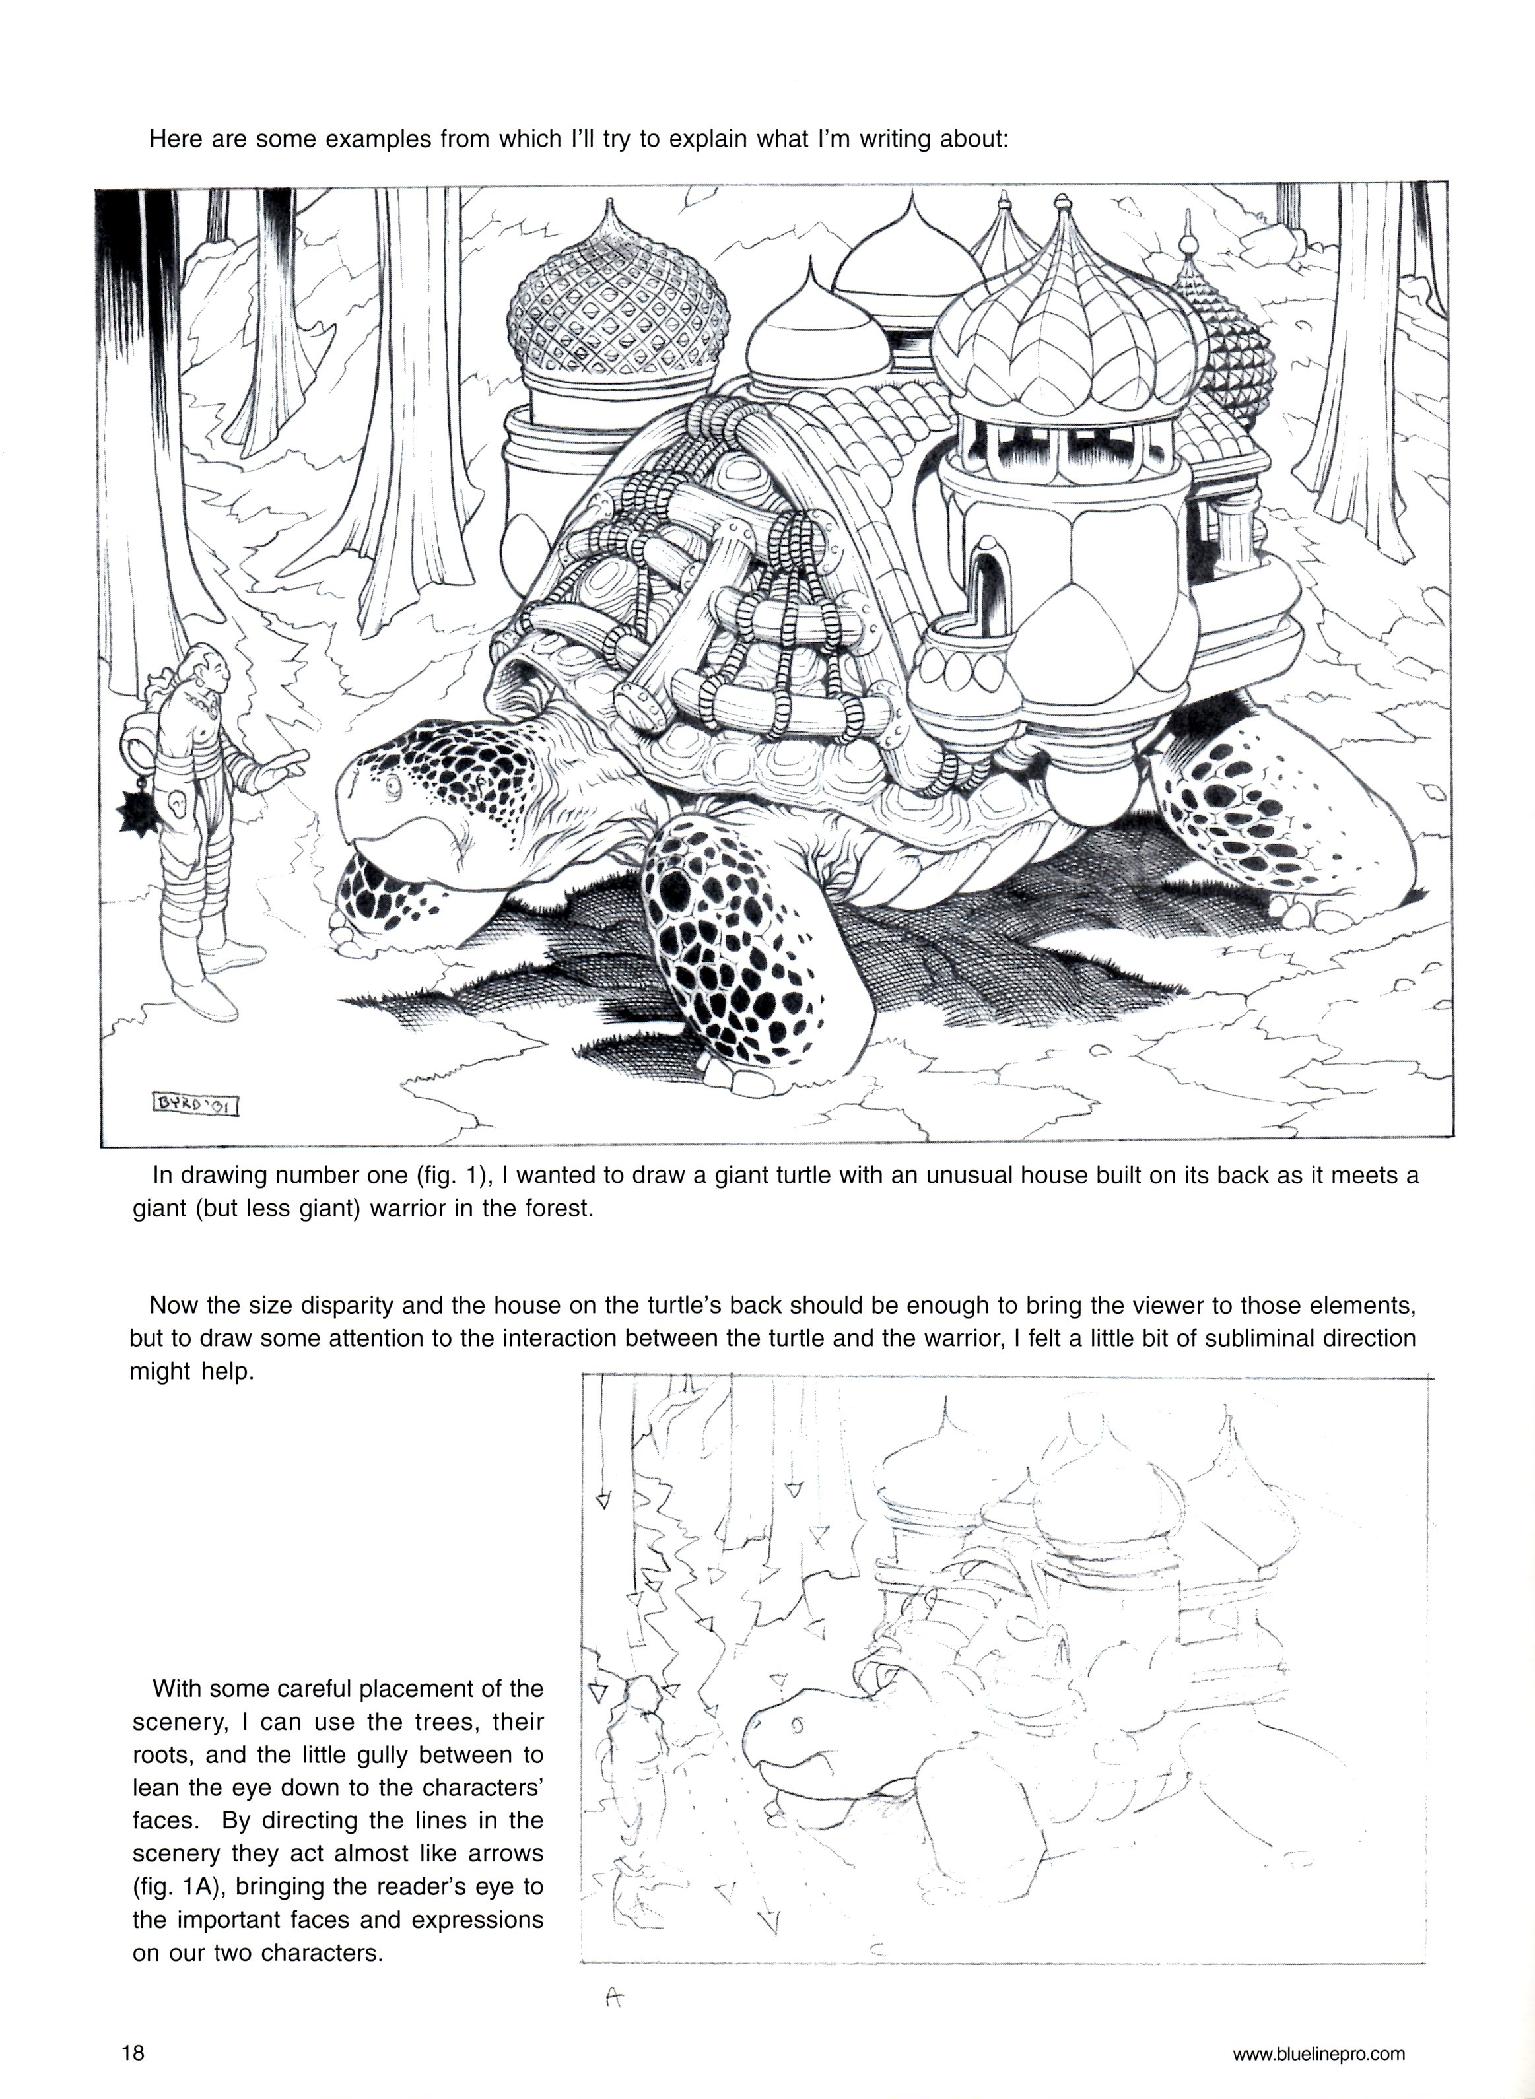 Here are some examples from which I'll try to explain what I'm writing about:
BYRD '01
In drawing number one (fig. 1), I wanted to draw a giant turtle with an unusual house built on its back as it meets a
giant (but less giant) warrior in the forest.
Now the size disparity and the house on the turtle's back should be enough to bring the viewer to those elements,
but to draw some attention to the interaction between the turtle and the warrior, I felt a little bit of subliminal direction
might help.
With some careful placement of the
scenery, I can use the trees, their
roots, and the little gully between to
lean the eye down to the characters'
faces. By directing the lines in the
scenery they act almost like arrows
(fig. 1A), bringing the reader's eye to
the important faces and expressions
on our two characters.
A
18
www.bluelinepro.com